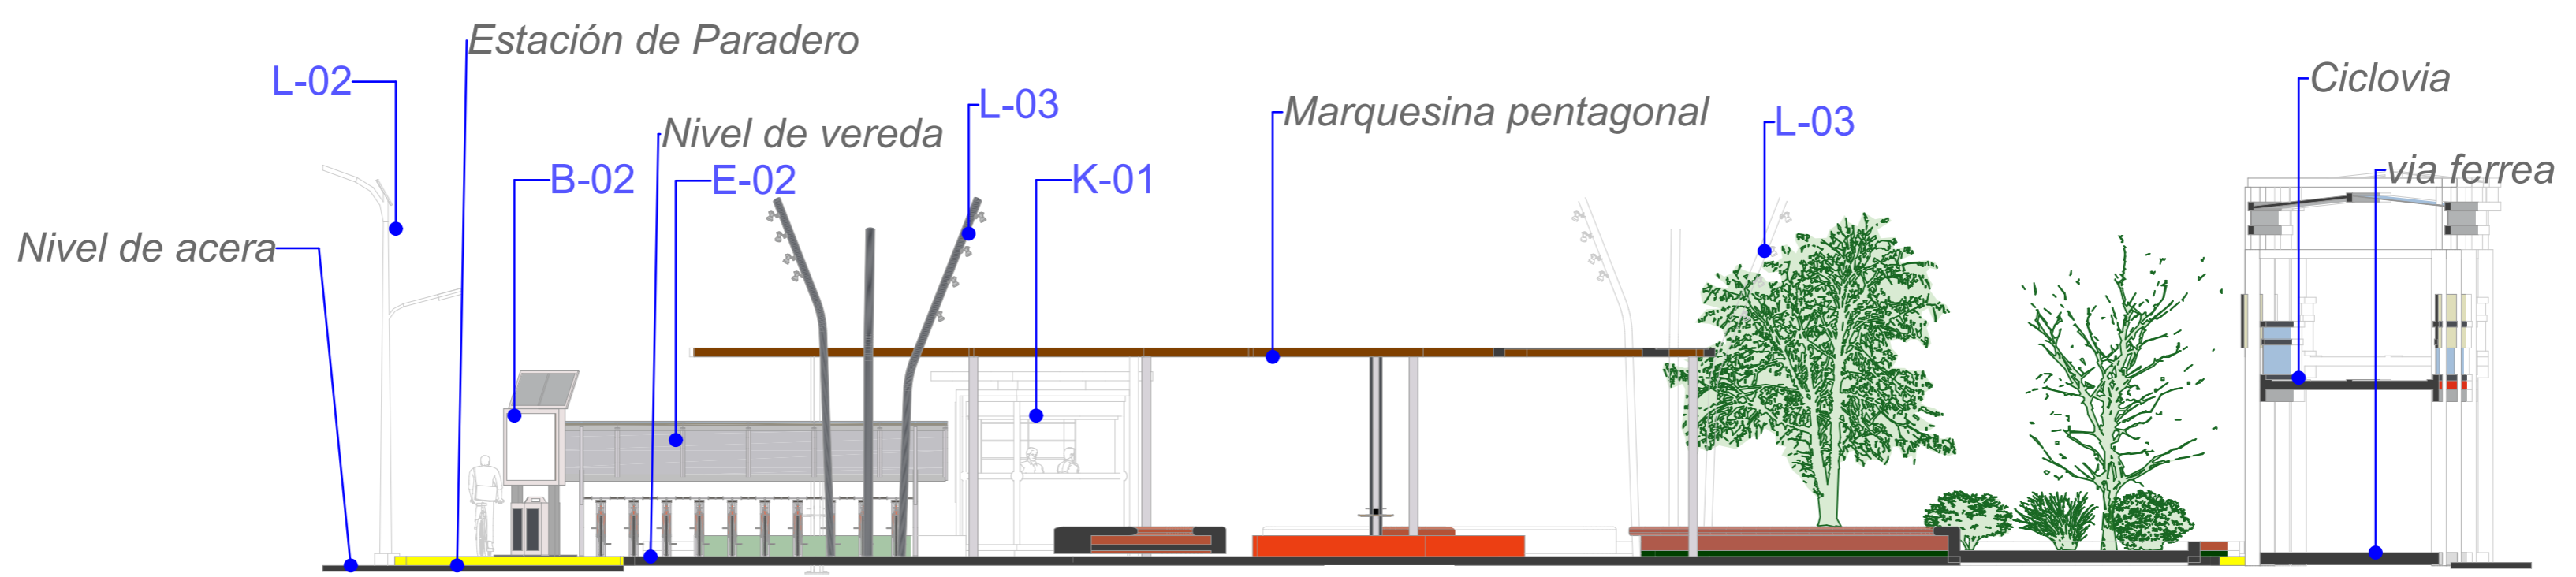 Estación de Paradero
L-02
Ciclovia
L-03
Marquesina pentagonal
L-03
Nivel de vereda
via ferrea
B-02
E-02
K-01
Nivel de acera